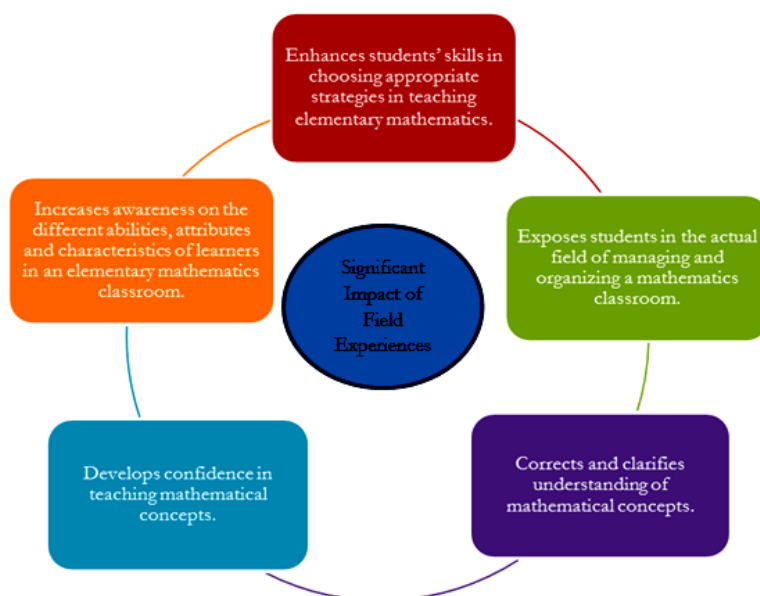 Enhances students' skills in
choosing appropriate
strategies in teaching
elementary mathematics.
Increases awareness on the
different abilities, attributes
and characteristics of learners
in an elementary mathematics
classroom.
Exposes students in the actual
field of managing and
organizing a mathematics
classroom.
Significant
Impact of
Field
Experiences
Develops confidence in
teaching mathematical
concepts.
Corrects and clarifies
understanding of
mathematical concepts.